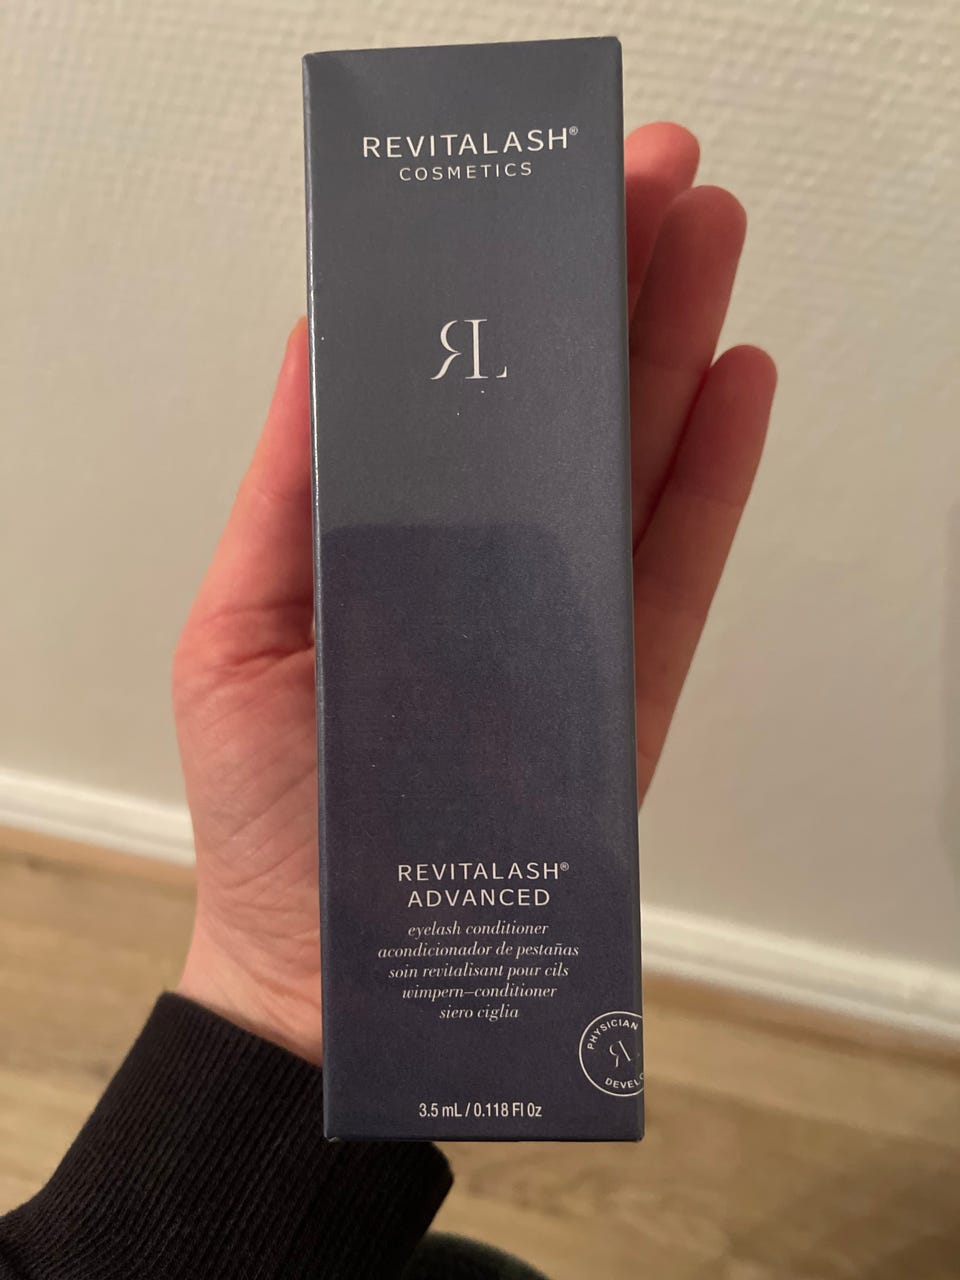 REVITALASH®
COSMETICS
RL
REVITALASH®
ADVANCED
eyelash conditioner
acondicionador de pestañas
soin revitalisant pour cils
wimpern–conditioner
siero ciglia
PHYSICIAN
RL
3.5 mL / 0.118 Fl Oz